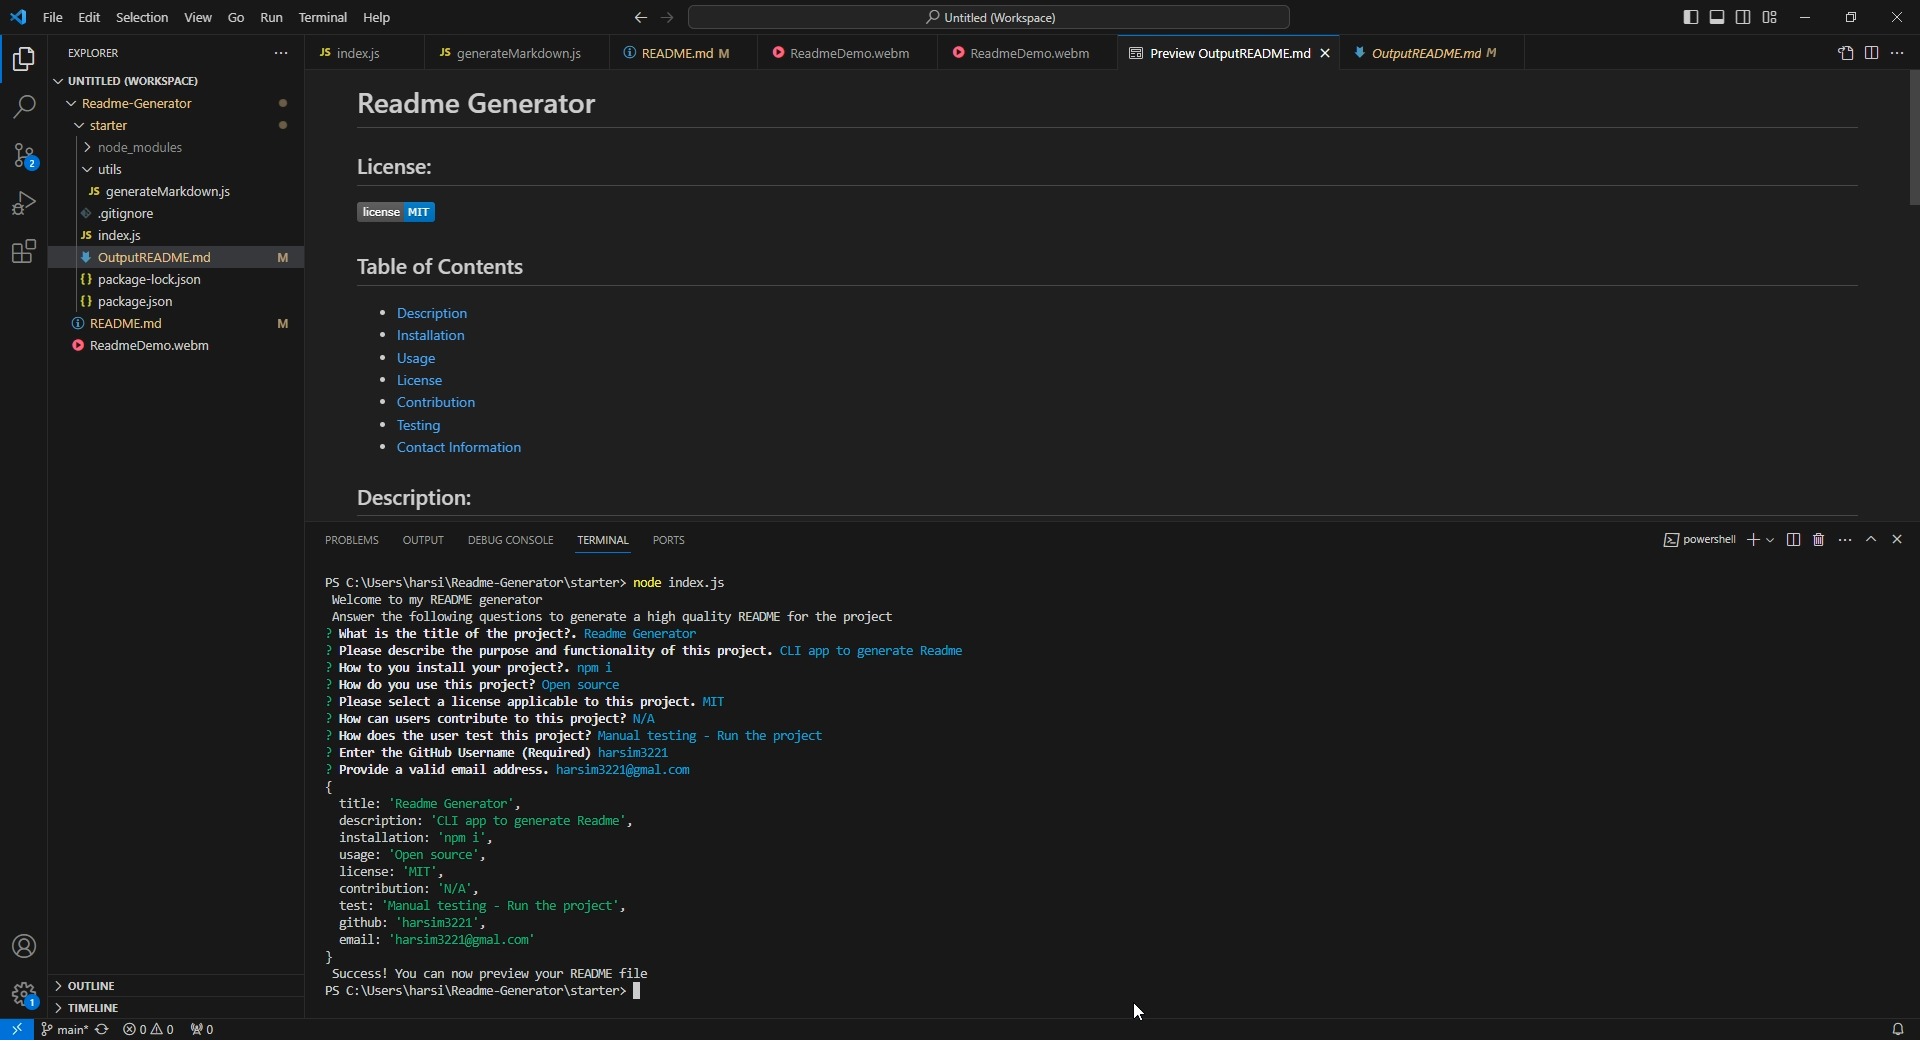 File Edit Selection View Go Run Terminal Help
Untitled (Workspace)
EXPLORER
UNTITLED (WORKSPACE)
Readme-Generator
starter
node_modules
utils
JS generateMarkdown.js
.gitignore
JS index.js
OutputREADME.md M
{} package-lock.json
{} package.json
README.md M
ReadmeDemo.webm
OUTLINE
TIMELINE
2
1
JS index.js
JS generateMarkdown.js
README.md M
ReadmeDemo.webm
ReadmeDemo.webm
Preview OutputREADME.md
OutputREADME.md M
Readme Generator
License:
license MIT
Table of Contents
• Description
• Installation
• Usage
• License
• Contribution
• Testing
• Contact Information
Description:
PROBLEMS OUTPUT DEBUG CONSOLE TERMINAL PORTS
powershell
PS C:\Users\harsi\Readme-Generator\starter> node index.js
Welcome to my README generator
Answer the following questions to generate a high quality README for the project
? What is the title of the project?. Readme Generator
? Please describe the purpose and functionality of this project. CLI app to generate Readme
? How to you install your project?. npm i
? How do you use this project? Open source
? Please select a license applicable to this project. MIT
? How can users contribute to this project? N/A
? How does the user test this project? Manual testing - Run the project
? Enter the GitHub Username (Required) harsim3221
? Provide a valid email address. harsim3221@gmal.com
{
title: 'Readme Generator',
description: 'CLI app to generate Readme',
installation: 'npm i',
usage: 'Open source',
license: 'MIT',
contribution: 'N/A',
test: 'Manual testing - Run the project',
github: 'harsim3221',
email: 'harsim3221@gmal.com'
}
Success! You can now preview your README file
PS C:\Users\harsi\Readme-Generator\starter>
main* 0 0 0